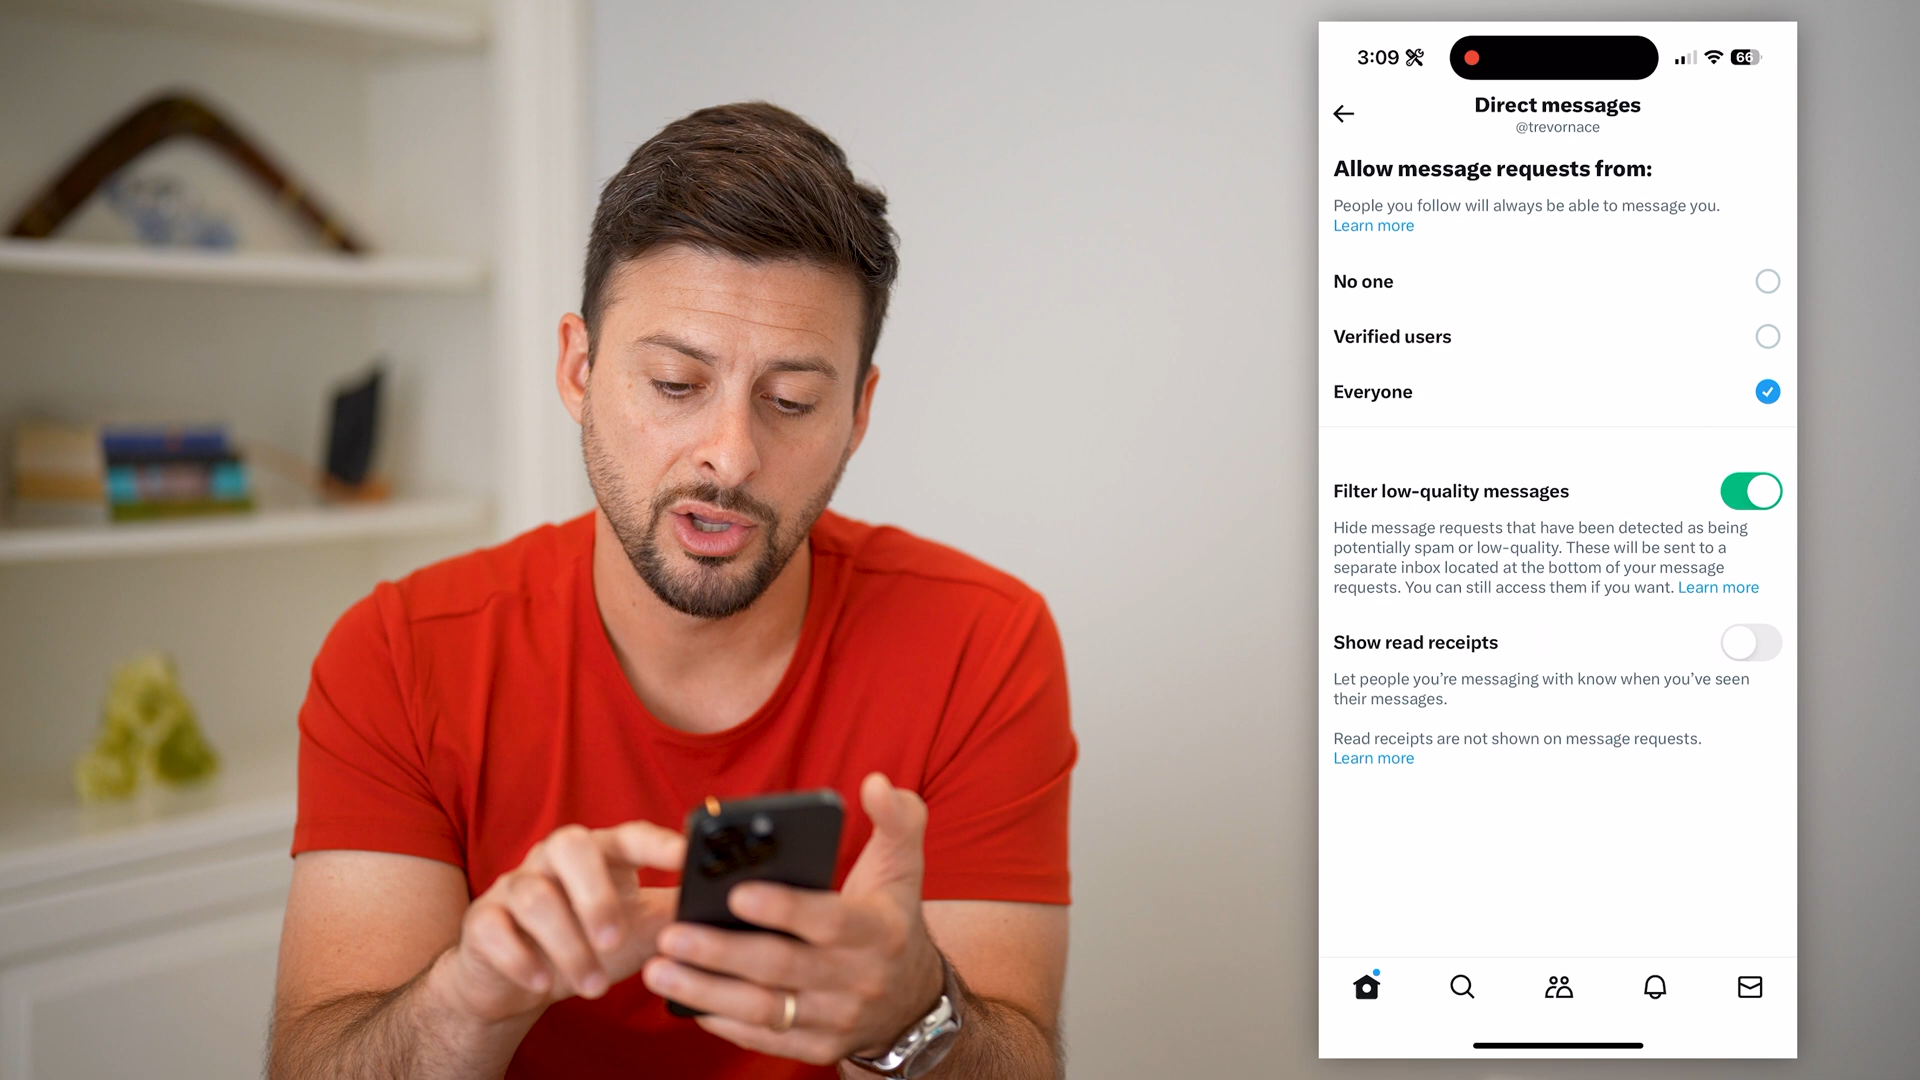 3:09
66
Direct messages
@trevornace
Allow message requests from:
People you follow will always be able to message you.
Learn more
No one
Verified users
Everyone
Filter low-quality messages
Hide message requests that have been detected as being
potentially spam or low-quality. These will be sent to a
separate inbox located at the bottom of your message
requests. You can still access them if you want. Learn more
Show read receipts
Let people you’re messaging with know when you’ve seen
their messages.
Read receipts are not shown on message requests.
Learn more